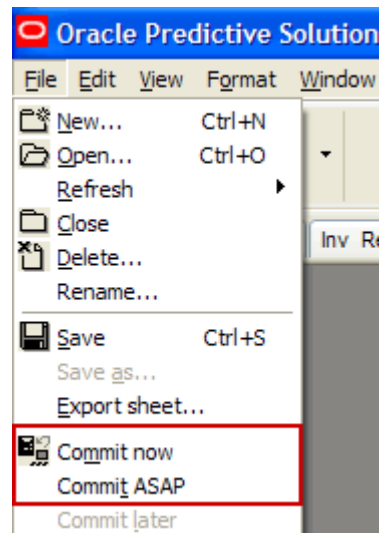 Oracle Predictive Solution
File Edit View Format Window
New... Ctrl+N
Open... Ctrl+O
Refresh
Close
Inv Re
Delete...
Rename...
Save Ctrl+S
Save as...
Export sheet...
Commit now
Commit ASAP
Commit later